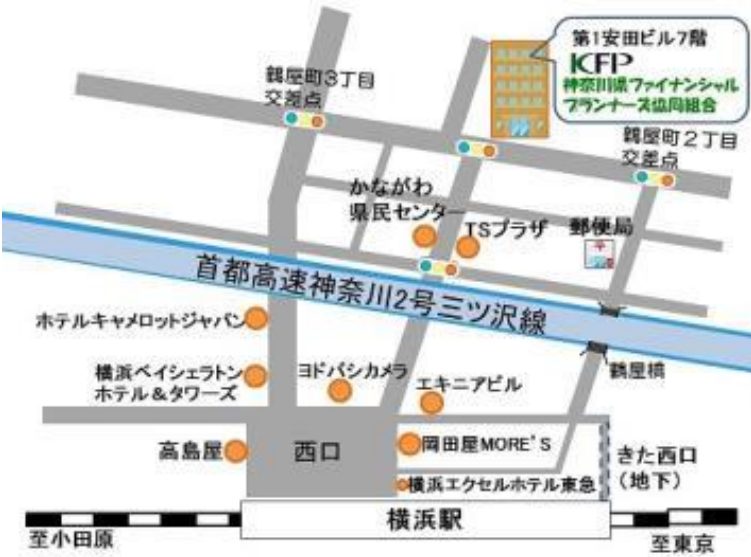 第1安田ビル7階
KFP
神奈川県ファイナンシャル
プランナーズ協同組合
鶴屋町3丁目
交差点
鶴屋町2丁目
交差点
かながわ
県民センター
TSプラザ
郵便局
〒
首都高速神奈川2号三ツ沢線
ホテルキャメロットジャパン
横浜ベイシェラトン
ホテル&タワーズ
ヨドバシカメラ
エキニアビル
鶴屋橋
高島屋
西口
岡田屋MORE'S
横浜エクセルホテル東急
きた西口
(地下)
横浜駅
至小田原
至東京